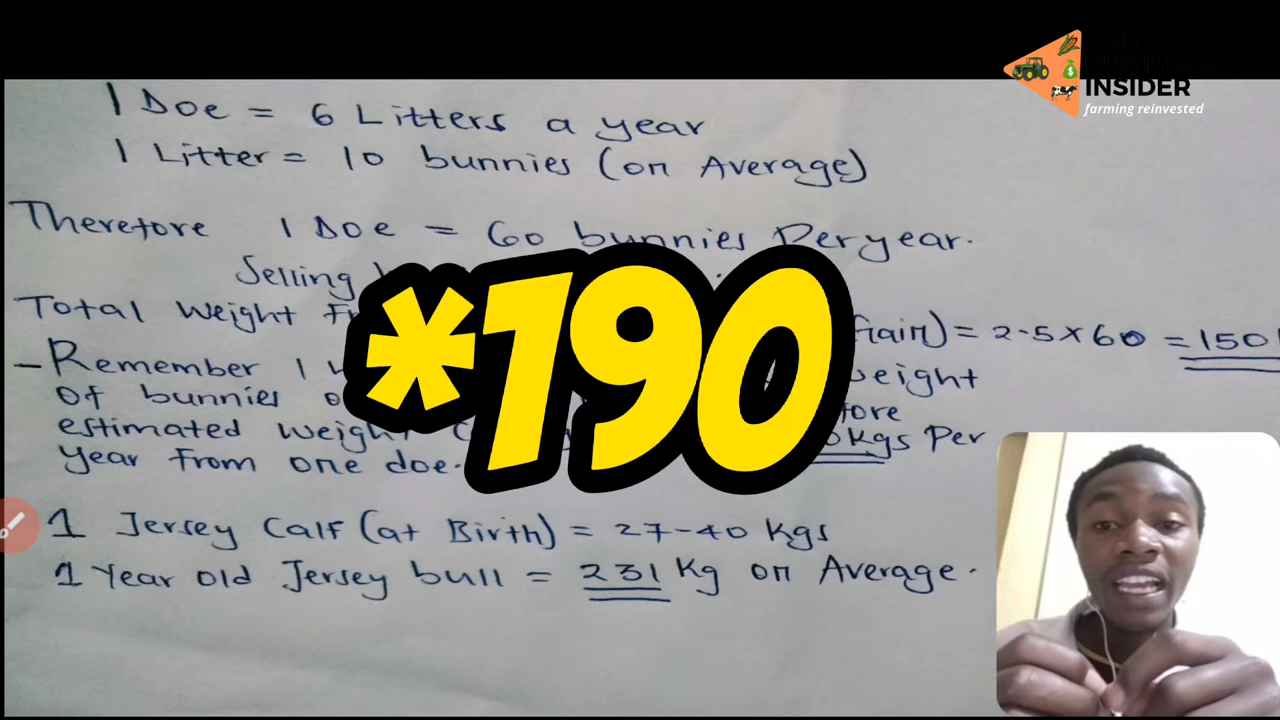 INSIDER
farming reinvested
1 Doe = 6 Litters a year
1 Litter = 10 bunnies (on Average)
Therefore 1 Doe = 60 bunnies Per year.
Selling
Total Weight Gain) = 2.5 x 60 = 150
- Remember 1 weight
of bunnies
estimated weight Kgs Per
year from one doe.
*190
1 Jersey Calf (at Birth) = 27-40 Kgs
1 Year old Jersey bull = 231 Kg on Average.